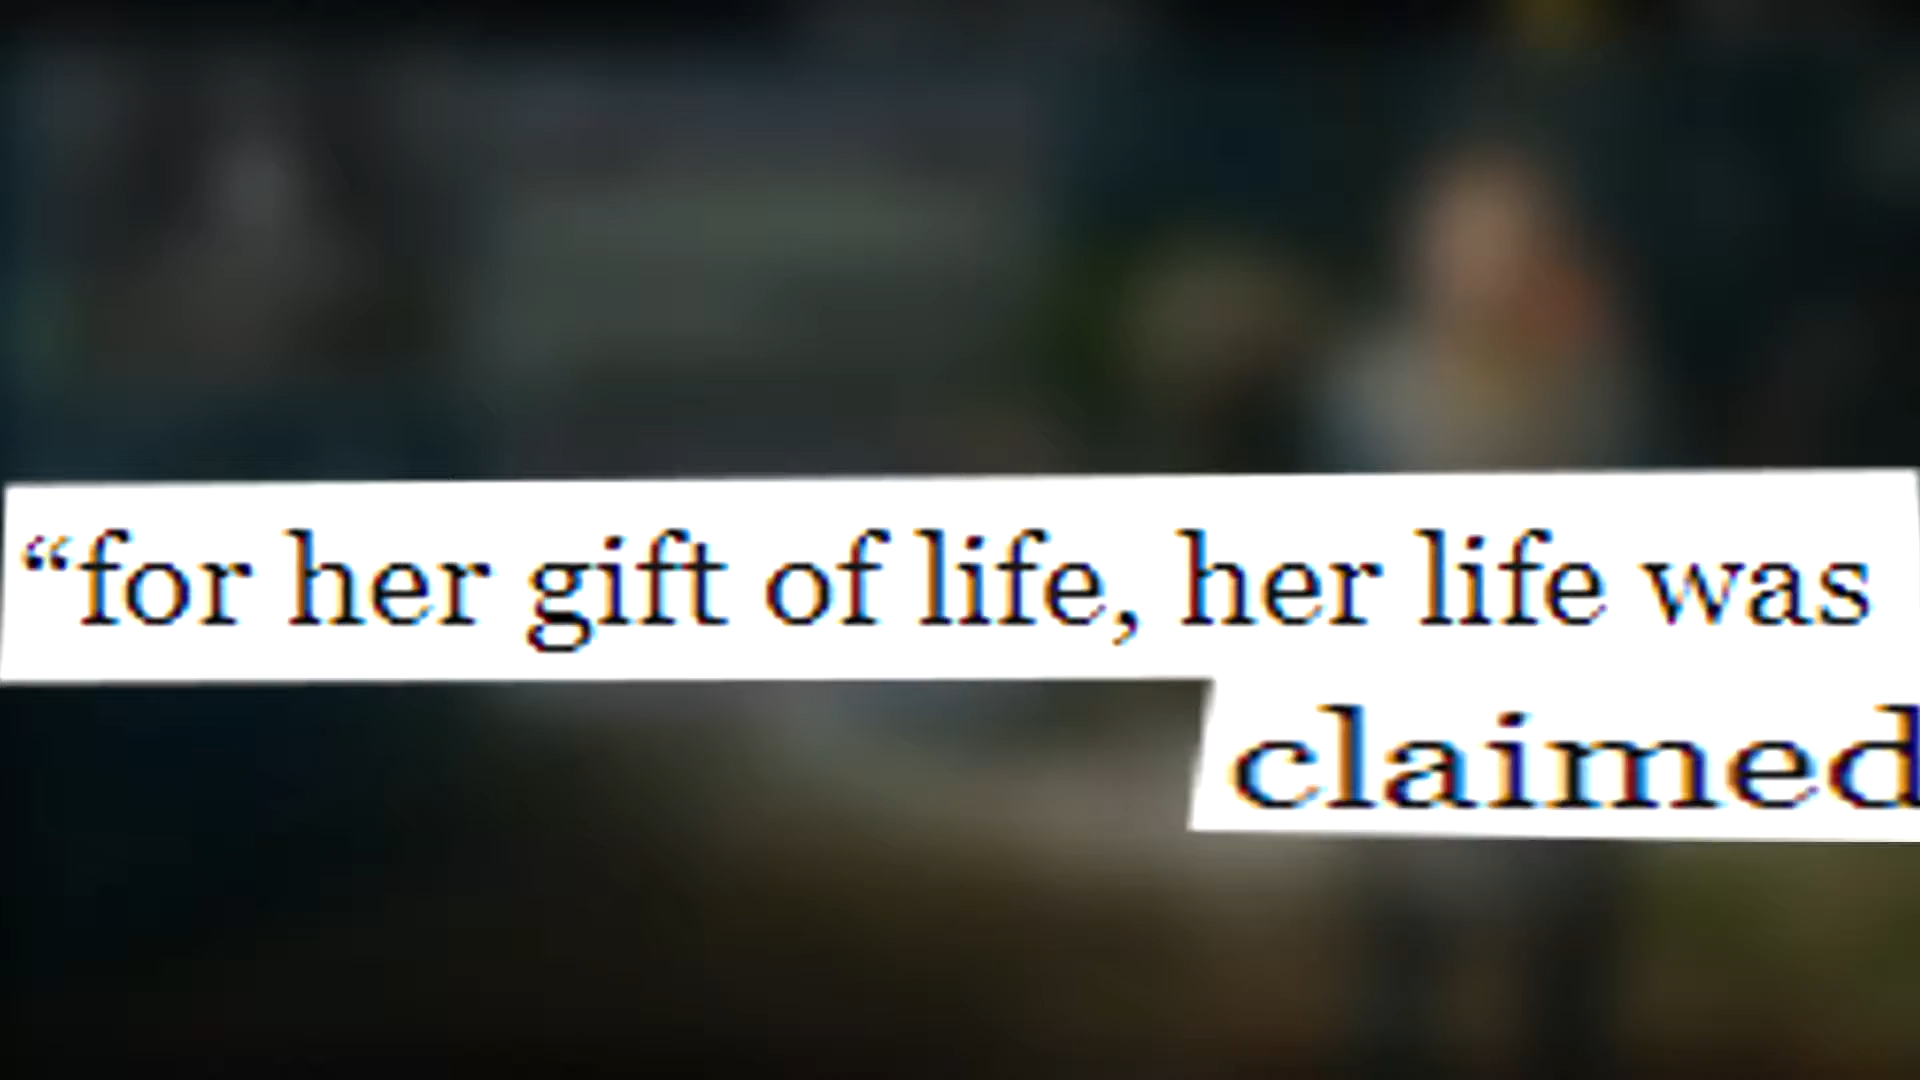 “for her gift of life, her life was
claimed